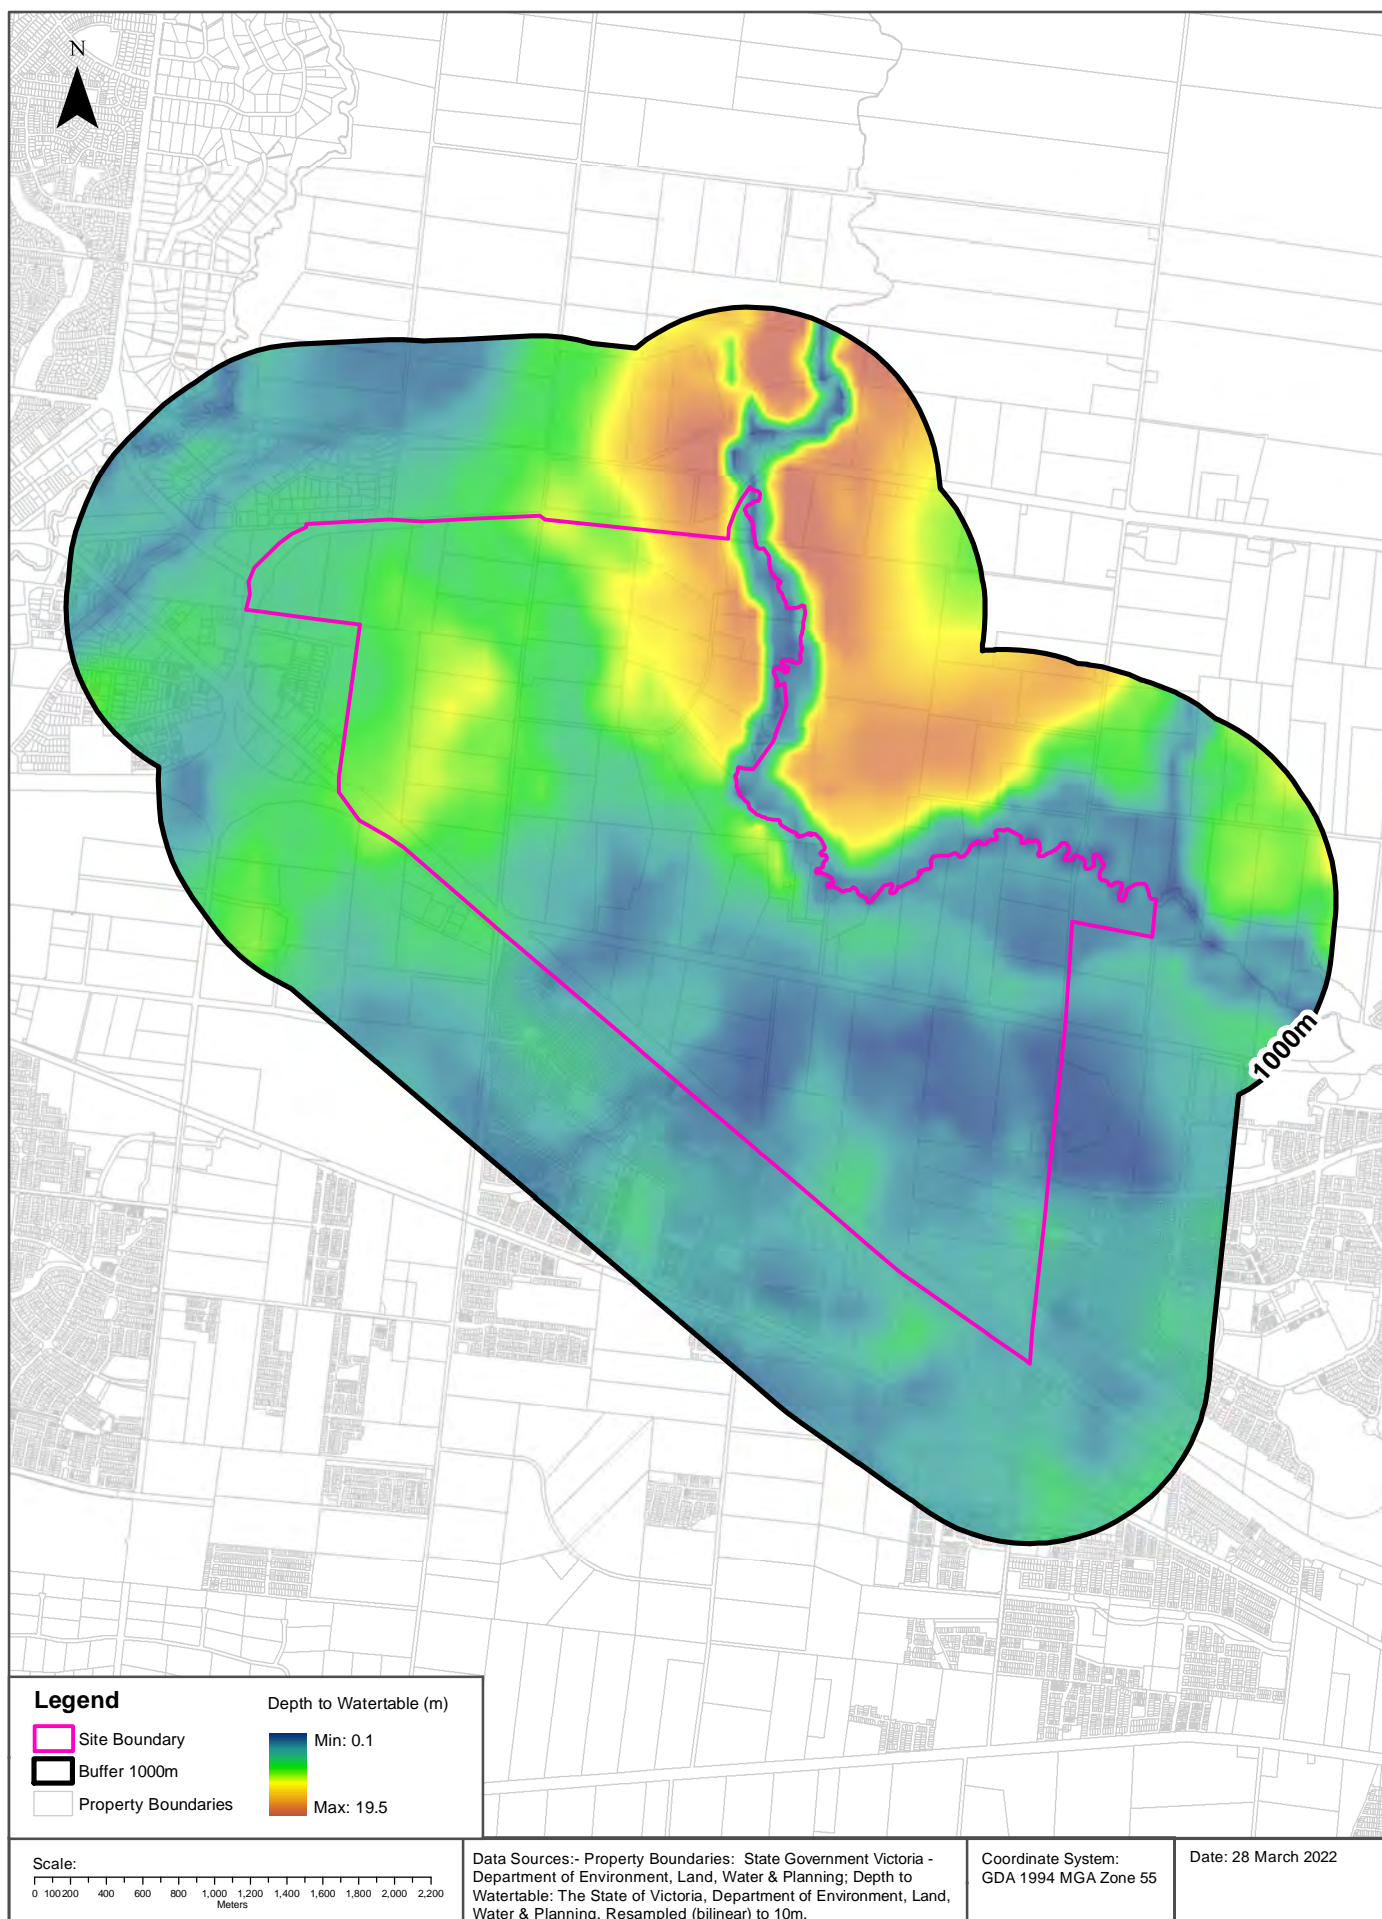 N
1000m
Legend
Site Boundary
Buffer 1000m
Property Boundaries
Depth to Watertable (m)
Min: 0.1
Max: 19.5
Scale:
0 100 200 400 600 800 1,000 1,200 1,400 1,600 1,800 2,000 2,200
Meters
Data Sources:- Property Boundaries: State Government Victoria -
Department of Environment, Land, Water & Planning; Depth to
Watertable: The State of Victoria, Department of Environment, Land,
Water & Planning. Resampled (bilinear) to 10m.
Coordinate System:
GDA 1994 MGA Zone 55
Date: 28 March 2022